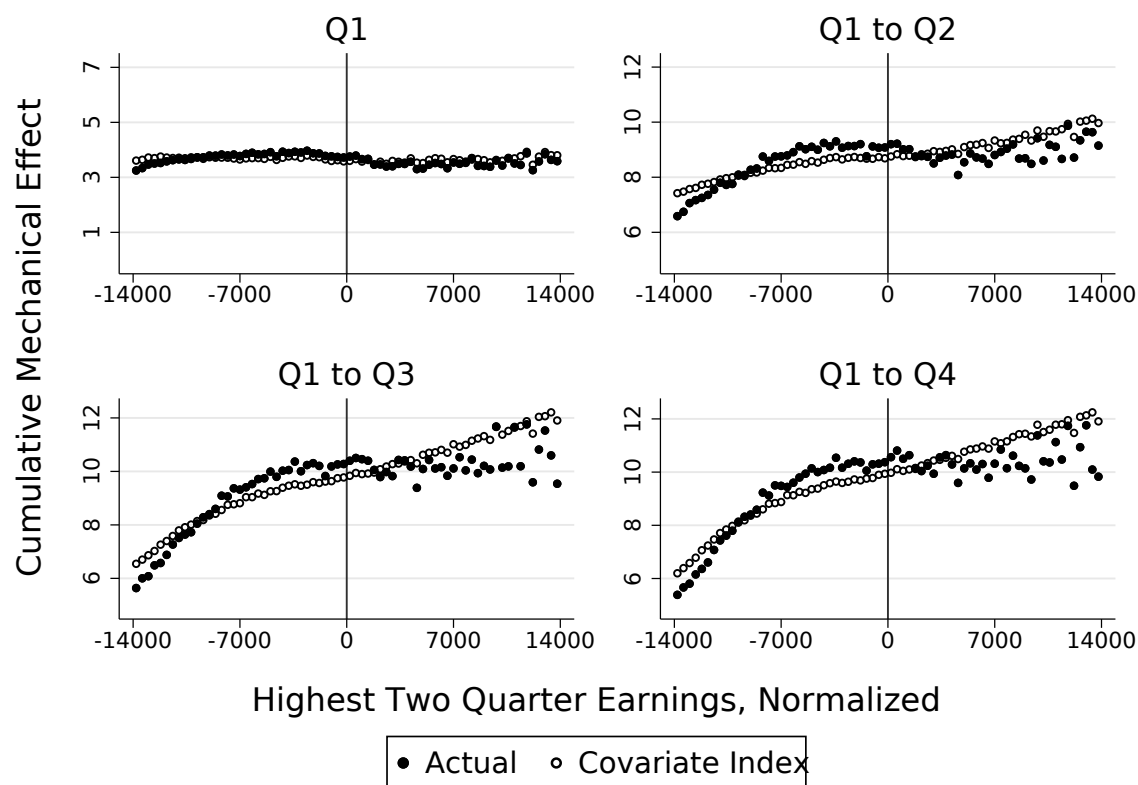 Cumulative Mechanical Effect
Q1
7
5
3
1
-14000 -7000 0 7000 14000
Q1 to Q2
12
10
8
6
-14000 -7000 0 7000 14000
Q1 to Q3
12
10
8
6
-14000 -7000 0 7000 14000
Q1 to Q4
12
10
8
6
-14000 -7000 0 7000 14000
Highest Two Quarter Earnings, Normalized
Actual Covariate Index